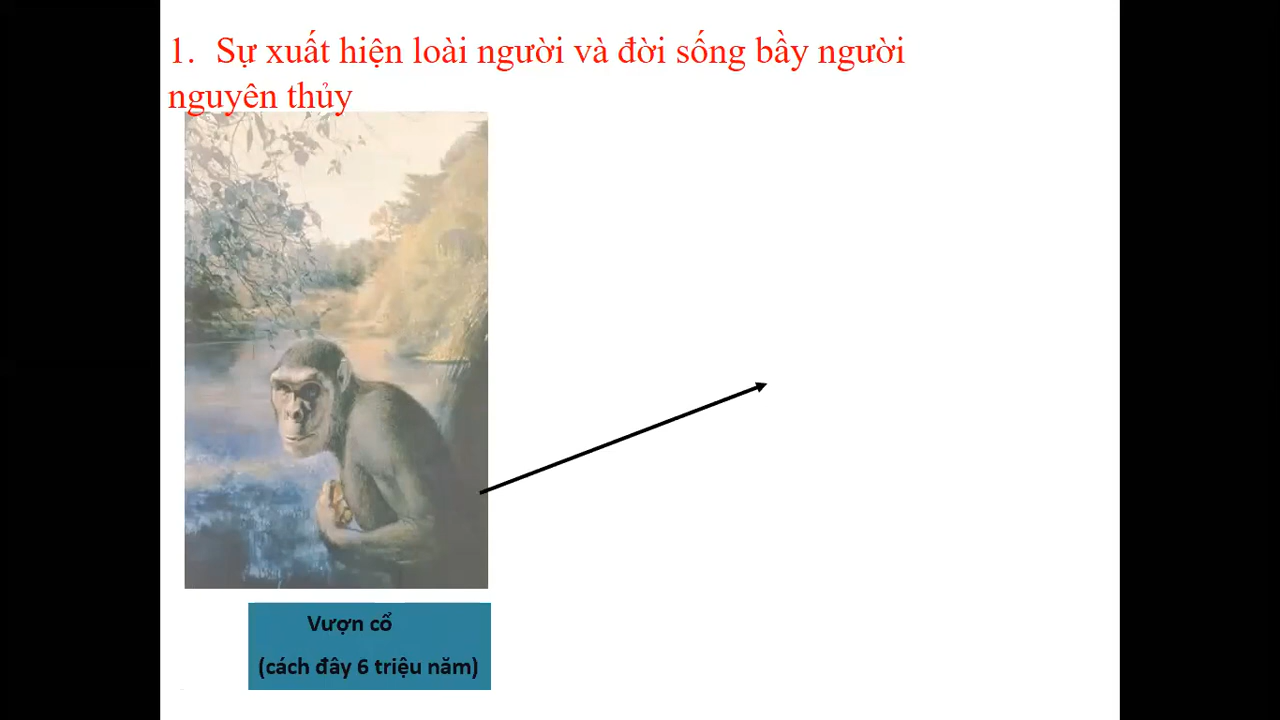 1. Sự xuất hiện loài người và đời sống bầy người
nguyên thủy
Vượn cổ
(cách đây 6 triệu năm)